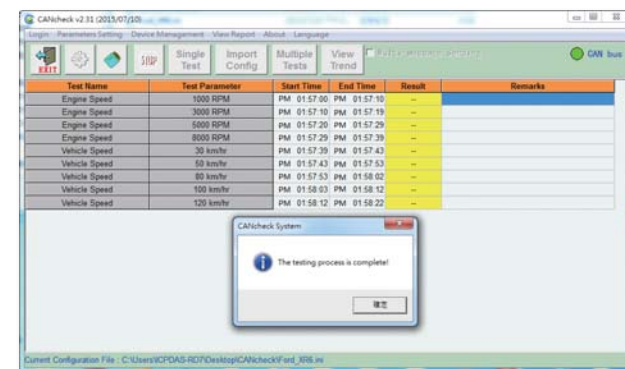 CANcheck v2.31 (2015/07/10)
Login Parameters Setting Device Management View Report About Language
EXIT STOP Single Test Import Config Multiple Tests View Trend CAN bus
Test Name Test Parameter Start Time End Time Result Remarks
Engine Speed 1000 RPM PM 01:57:00 PM 01:57:10 --
Engine Speed 3000 RPM PM 01:57:10 PM 01:57:19 --
Engine Speed 5000 RPM PM 01:57:20 PM 01:57:29 --
Engine Speed 8000 RPM PM 01:57:29 PM 01:57:39 --
Vehicle Speed 30 km/hr PM 01:57:39 PM 01:57:43 --
Vehicle Speed 50 km/hr PM 01:57:43 PM 01:57:53 --
Vehicle Speed 80 km/hr PM 01:57:53 PM 01:58:02 --
Vehicle Speed 100 km/hr PM 01:58:03 PM 01:58:12 --
Vehicle Speed 120 km/hr PM 01:58:12 PM 01:58:22 --
CANcheck System
The testing process is complete!
確定
Current Configuration File : C:\Users\ICPDAS-RD7\Desktop\CANcheck\Ford_XR6.ini